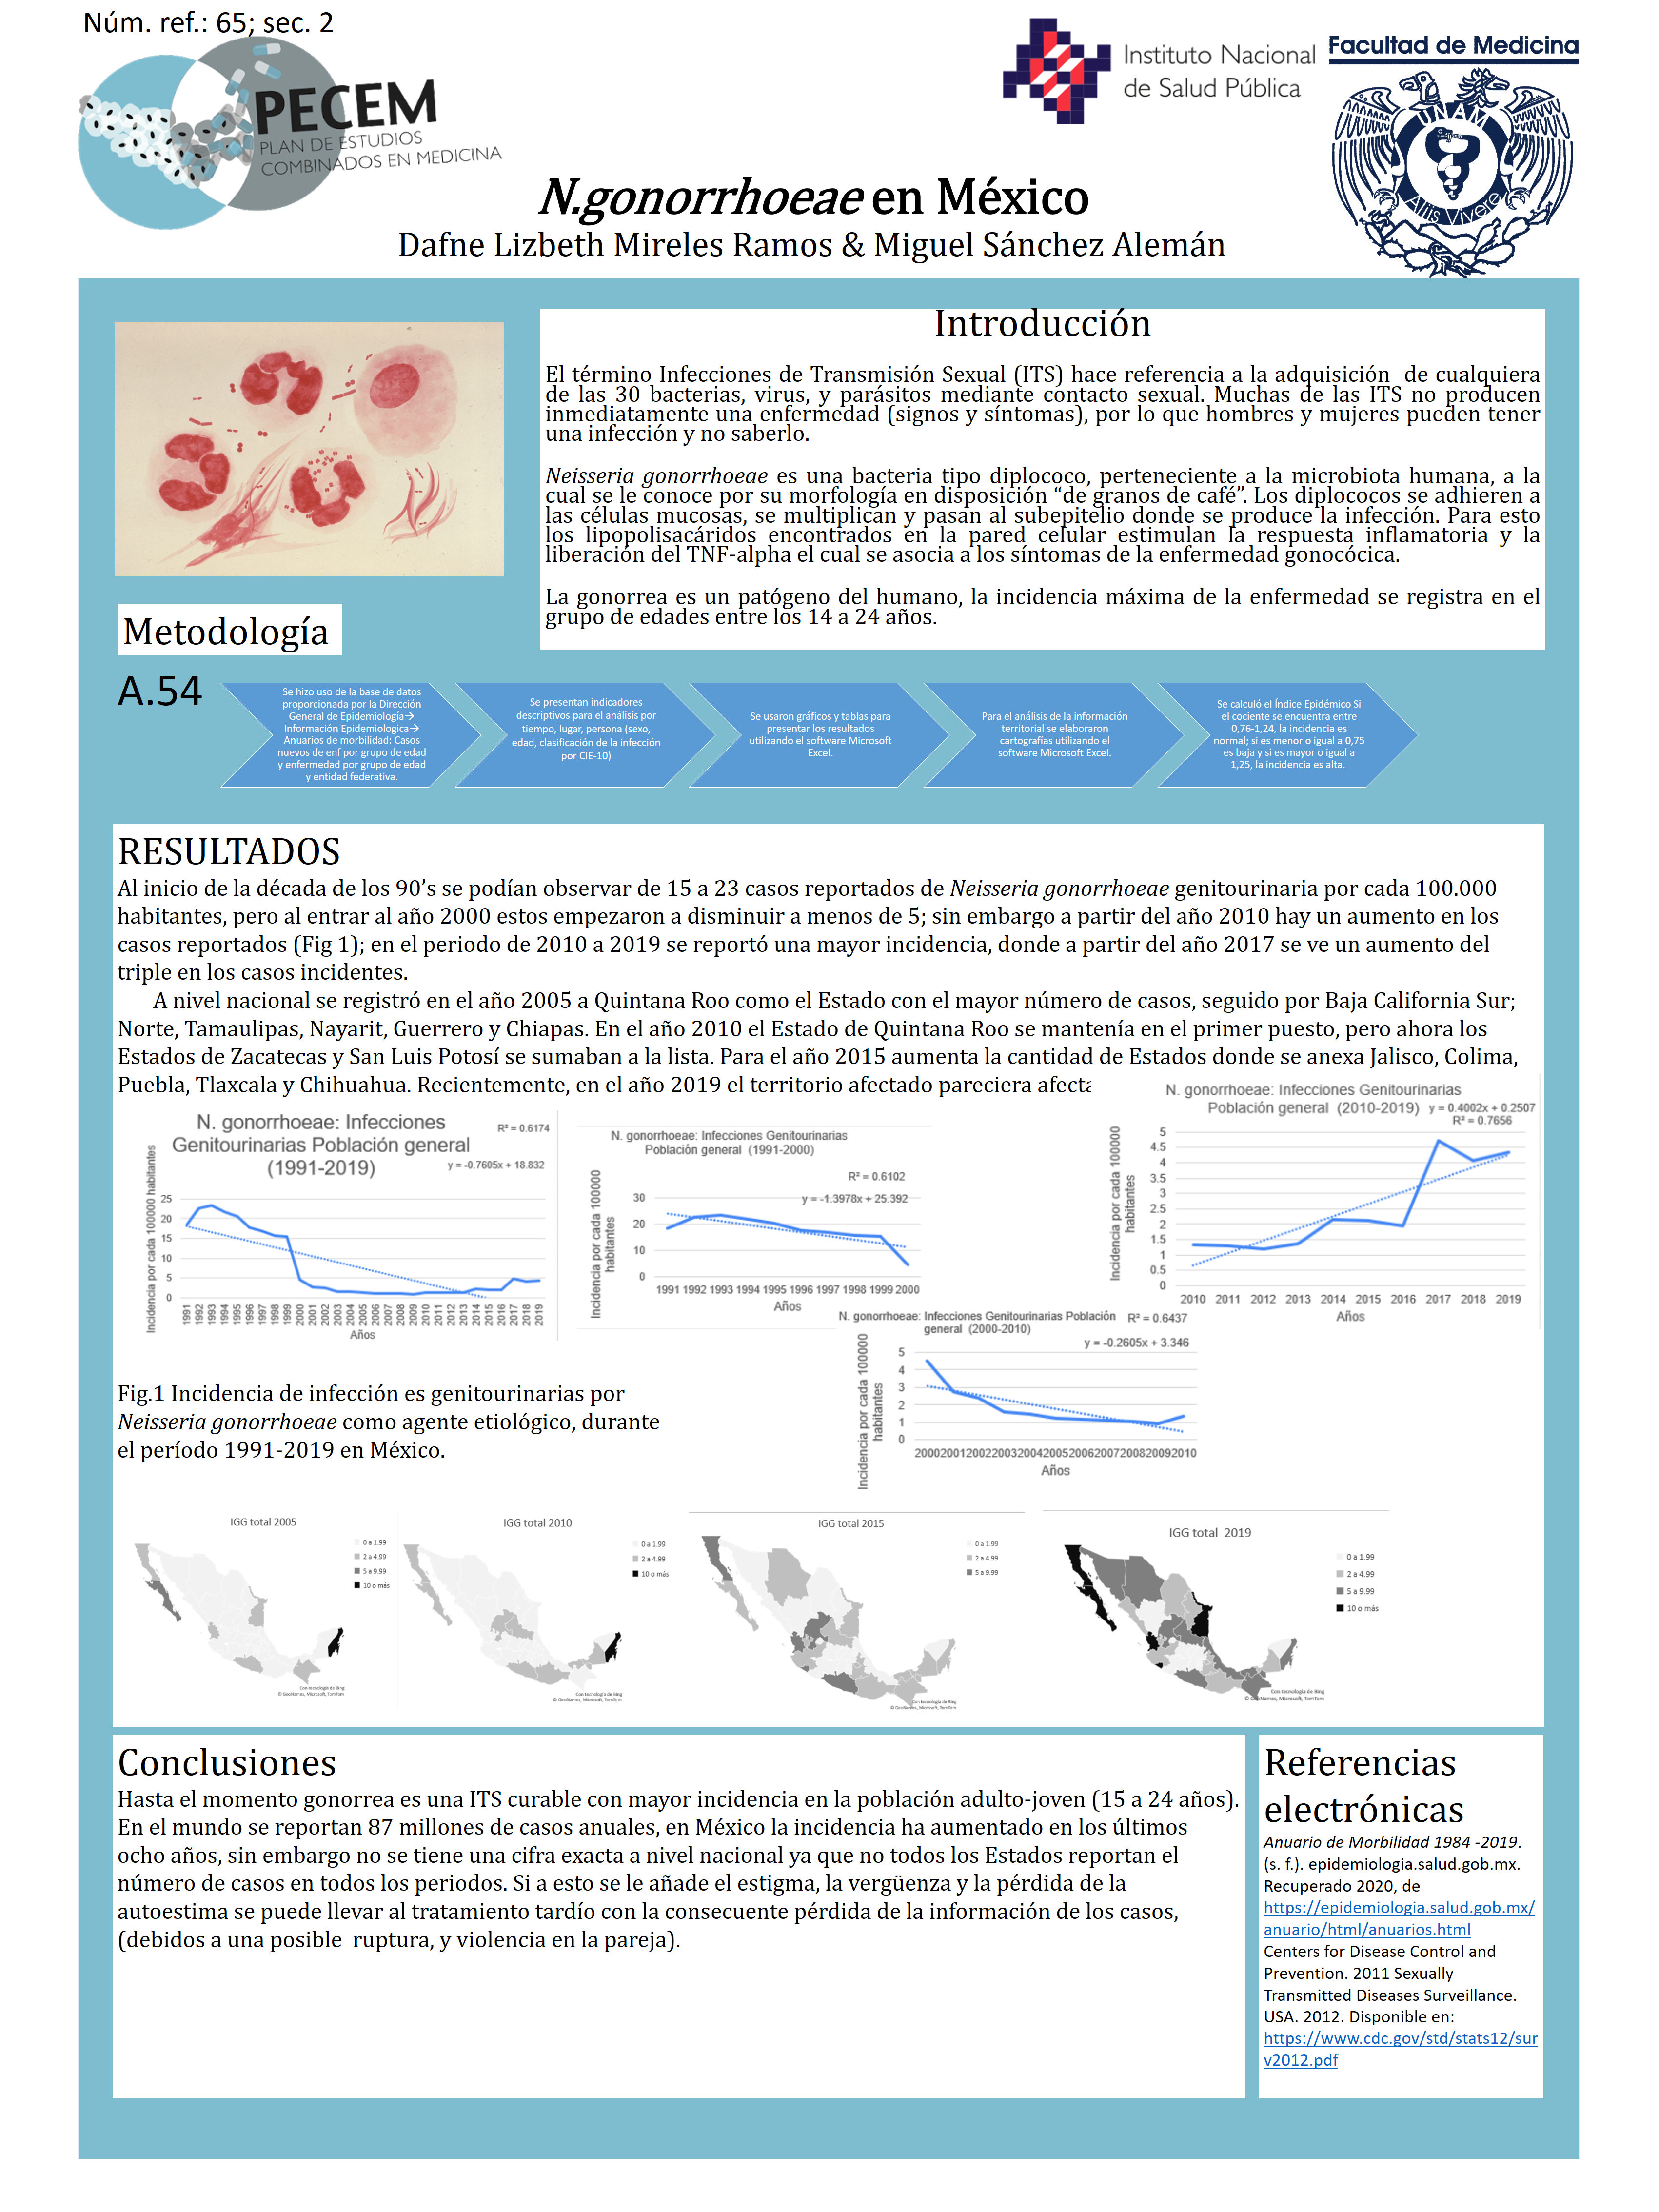 Núm. ref.: 65; sec. 2
PECEM
PLAN DE ESTUDIOS
COMBINADOS EN MEDICINA
Instituto Nacional
de Salud Pública
Facultad de Medicina
UNAM
Aliis Vivere
N.gonorrhoeae en México
Dafne Lizbeth Mireles Ramos & Miguel Sánchez Alemán
Introducción
El término Infecciones de Transmisión Sexual (ITS) hace referencia a la adquisición de cualquiera
de las 30 bacterias, virus, y parásitos mediante contacto sexual. Muchas de las ITS no producen
inmediatamente una enfermedad (signos y síntomas), por lo que hombres y mujeres pueden tener
una infección y no saberlo.
Neisseria gonorrhoeae es una bacteria tipo diplococo, perteneciente a la microbiota humana, a la
cual se le conoce por su morfología en disposición “de granos de café”. Los diplococos se adhieren a
las células mucosas, se multiplican y pasan al subepitelio donde se produce la infección. Para esto
los lipopolisacáridos encontrados en la pared celular estimulan la respuesta inflamatoria y la
liberación del TNF-alpha el cual se asocia a los síntomas de la enfermedad gonocócica.
La gonorrea es un patógeno del humano, la incidencia máxima de la enfermedad se registra en el
grupo de edades entre los 14 a 24 años.
Metodología
A.54
Se hizo uso de la base de datos
proporcionada por la Dirección
General de Epidemiología→
Información Epidemiologica→
Anuarios de morbilidad: Casos
nuevos de enf por grupo de edad
y enfermedad por grupo de edad
y entidad federativa.
Se presentan indicadores
descriptivos para el análisis por
tiempo, lugar, persona (sexo,
edad, clasificación de la infección
por CIE-10)
Se usaron gráficos y tablas para
presentar los resultados
utilizando el software Microsoft
Excel.
Para el análisis de la información
territorial se elaboraron
cartografías utilizando el
software Microsoft Excel.
Se calculó el Índice Epidémico Si
el cociente se encuentra entre
0,76-1,24, la incidencia es
normal; si es menor o igual a 0,75
es baja y si es mayor o igual a
1,25, la incidencia es alta.
RESULTADOS
Al inicio de la década de los 90’s se podían observar de 15 a 23 casos reportados de Neisseria gonorrhoeae genitourinaria por cada 100.000
habitantes, pero al entrar al año 2000 estos empezaron a disminuir a menos de 5; sin embargo a partir del año 2010 hay un aumento en los
casos reportados (Fig 1); en el periodo de 2010 a 2019 se reportó una mayor incidencia, donde a partir del año 2017 se ve un aumento del
triple en los casos incidentes.
A nivel nacional se registró en el año 2005 a Quintana Roo como el Estado con el mayor número de casos, seguido por Baja California Sur;
Norte, Tamaulipas, Nayarit, Guerrero y Chiapas. En el año 2010 el Estado de Quintana Roo se mantenía en el primer puesto, pero ahora los
Estados de Zacatecas y San Luis Potosí se sumaban a la lista. Para el año 2015 aumenta la cantidad de Estados donde se anexa Jalisco, Colima,
Puebla, Tlaxcala y Chihuahua. Recientemente, en el año 2019 el territorio afectado pareciera afecta
N. gonorrhoeae: Infecciones
Genitourinarias Población general
(1991-2019)
R² = 0.6174
y = -0.7605x + 18.832
Incidencia por cada 100000 habitantes
25
20
15
10
5
0
1991 1992 1993 1994 1995 1996 1997 1998 1999 2000 2001 2002 2003 2004 2005 2006 2007 2008 2009 2010 2011 2012 2013 2014 2015 2016 2017 2018 2019
Años
N. gonorrhoeae: Infecciones Genitourinarias
Población general (1991-2000)
R² = 0.6102
y = -1.3978x + 25.392
Incidencia por cada 100000
habitantes
30
20
10
0
1991 1992 1993 1994 1995 1996 1997 1998 1999 2000
Años
N. gonorrhoeae: Infecciones Genitourinarias
Población general (2010-2019)
y = 0.4002x + 0.2507
R² = 0.7656
Incidencia por cada 100000
habitantes
5
4.5
4
3.5
3
2.5
2
1.5
1
0.5
0
2010 2011 2012 2013 2014 2015 2016 2017 2018 2019
Años
N. gonorrhoeae: Infecciones Genitourinarias Población
general (2000-2010)
R² = 0.6437
y = -0.2605x + 3.346
Incidencia por cada 100000
habitantes
5
4
3
2
1
0
2000 2001 2002 2003 2004 2005 2006 2007 2008 2009 2010
Años
Fig.1 Incidencia de infección es genitourinarias por
Neisseria gonorrhoeae como agente etiológico, durante
el período 1991-2019 en México.
IGG total 2005
0 a 1.99
2 a 4.99
5 a 9.99
10 o más
Con tecnología de Bing
© GeoNames, Microsoft, TomTom
IGG total 2010
0 a 1.99
2 a 4.99
10 o más
Con tecnología de Bing
© GeoNames, Microsoft, TomTom
IGG total 2015
0 a 1.99
2 a 4.99
5 a 9.99
Con tecnología de Bing
© GeoNames, Microsoft, TomTom
IGG total 2019
0 a 1.99
2 a 4.99
5 a 9.99
10 o más
Con tecnología de Bing
© GeoNames, Microsoft, TomTom
Conclusiones
Hasta el momento gonorrea es una ITS curable con mayor incidencia en la población adulto-joven (15 a 24 años).
En el mundo se reportan 87 millones de casos anuales, en México la incidencia ha aumentado en los últimos
ocho años, sin embargo no se tiene una cifra exacta a nivel nacional ya que no todos los Estados reportan el
número de casos en todos los periodos. Si a esto se le añade el estigma, la vergüenza y la pérdida de la
autoestima se puede llevar al tratamiento tardío con la consecuente pérdida de la información de los casos,
(debidos a una posible ruptura, y violencia en la pareja).
Referencias
electrónicas
Anuario de Morbilidad 1984 -2019.
(s. f.). epidemiologia.salud.gob.mx.
Recuperado 2020, de
https://epidemiologia.salud.gob.mx/
anuario/html/anuarios.html
Centers for Disease Control and
Prevention. 2011 Sexually
Transmitted Diseases Surveillance.
USA. 2012. Disponible en:
https://www.cdc.gov/std/stats12/sur
v2012.pdf